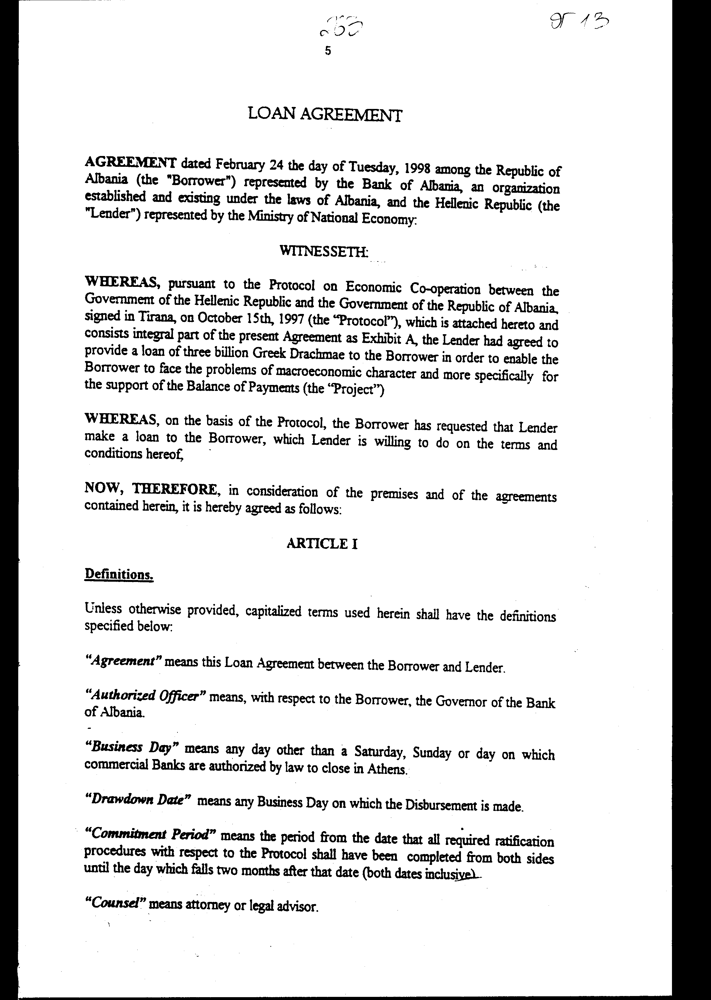 263
13
5
LOAN AGREEMENT
AGREEMENT dated February 24 the day of Tuesday, 1998 among the Republic of
Albania (the "Borrower") represented by the Bank of Albania, an organization
established and existing under the laws of Albania, and the Hellenic Republic (the
"Lender") represented by the Ministry of National Economy:
WITNESSETH:
WHEREAS, pursuant to the Protocol on Economic Co-operation between the
Government of the Hellenic Republic and the Government of the Republic of Albania,
signed in Tirana, on October 15th, 1997 (the “Protocol”), which is attached hereto and
consists integral part of the present Agreement as Exhibit A, the Lender had agreed to
provide a loan of three billion Greek Drachmae to the Borrower in order to enable the
Borrower to face the problems of macroeconomic character and more specifically for
the support of the Balance of Payments (the “Project”)
WHEREAS, on the basis of the Protocol, the Borrower has requested that Lender
make a loan to the Borrower, which Lender is willing to do on the terms and
conditions hereof,
NOW, THEREFORE, in consideration of the premises and of the agreements
contained herein, it is hereby agreed as follows:
ARTICLE I
Definitions.
Unless otherwise provided, capitalized terms used herein shall have the definitions
specified below:
“Agreement” means this Loan Agreement between the Borrower and Lender.
“Authorized Officer” means, with respect to the Borrower, the Governor of the Bank
of Albania.
“Business Day” means any day other than a Saturday, Sunday or day on which
commercial Banks are authorized by law to close in Athens.
“Drawdown Date” means any Business Day on which the Disbursement is made.
“Commitment Period” means the period from the date that all required ratification
procedures with respect to the Protocol shall have been completed from both sides
until the day which falls two months after that date (both dates inclusive).
“Counsel” means attorney or legal advisor.